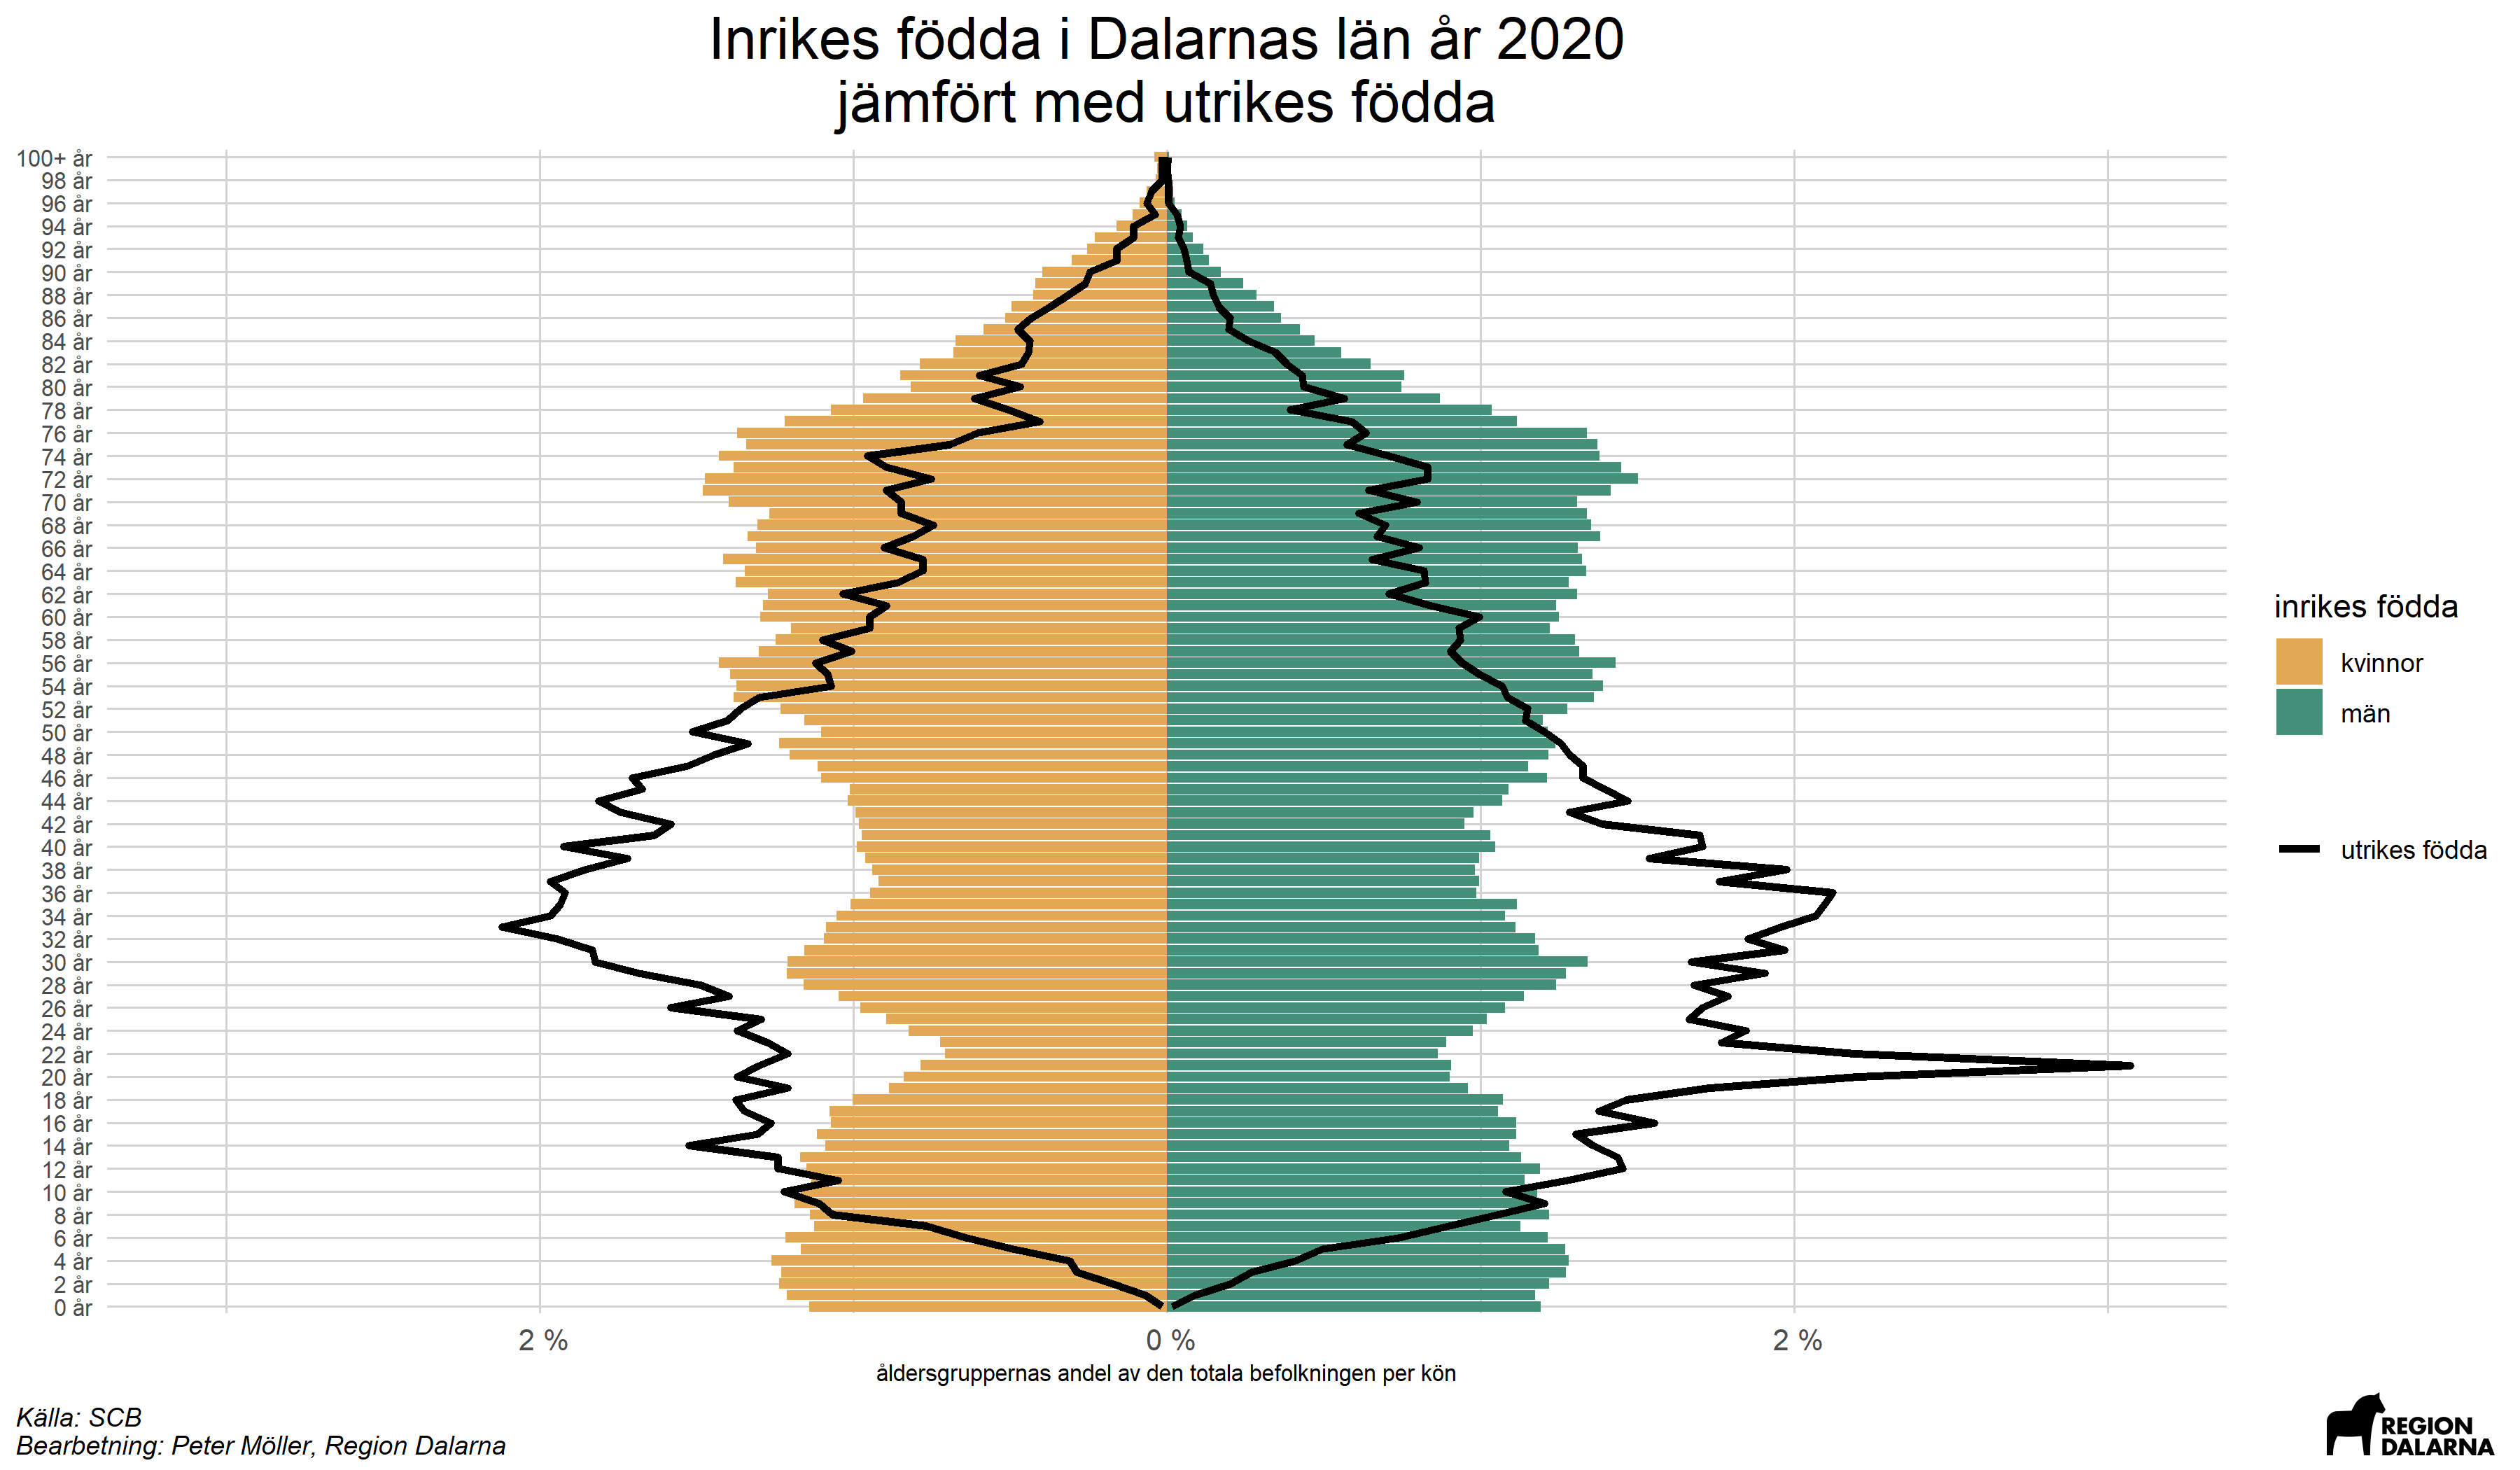 Inrikes födda i Dalarnas län år 2020
jämfört med utrikes födda
100+ år
98 år
96 år
94 år
92 år
90 år
88 år
86 år
84 år
82 år
80 år
78 år
76 år
74 år
72 år
70 år
68 år
66 år
64 år
62 år
60 år
58 år
56 år
54 år
52 år
50 år
48 år
46 år
44 år
42 år
40 år
38 år
36 år
34 år
32 år
30 år
28 år
26 år
24 år
22 år
20 år
18 år
16 år
14 år
12 år
10 år
8 år
6 år
4 år
2 år
0 år
2 %
0 %
2 %
åldersgruppernas andel av den totala befolkningen per kön
inrikes födda
kvinnor
män
utrikes födda
Källa: SCB
Bearbetning: Peter Möller, Region Dalarna
REGION
DALARNA